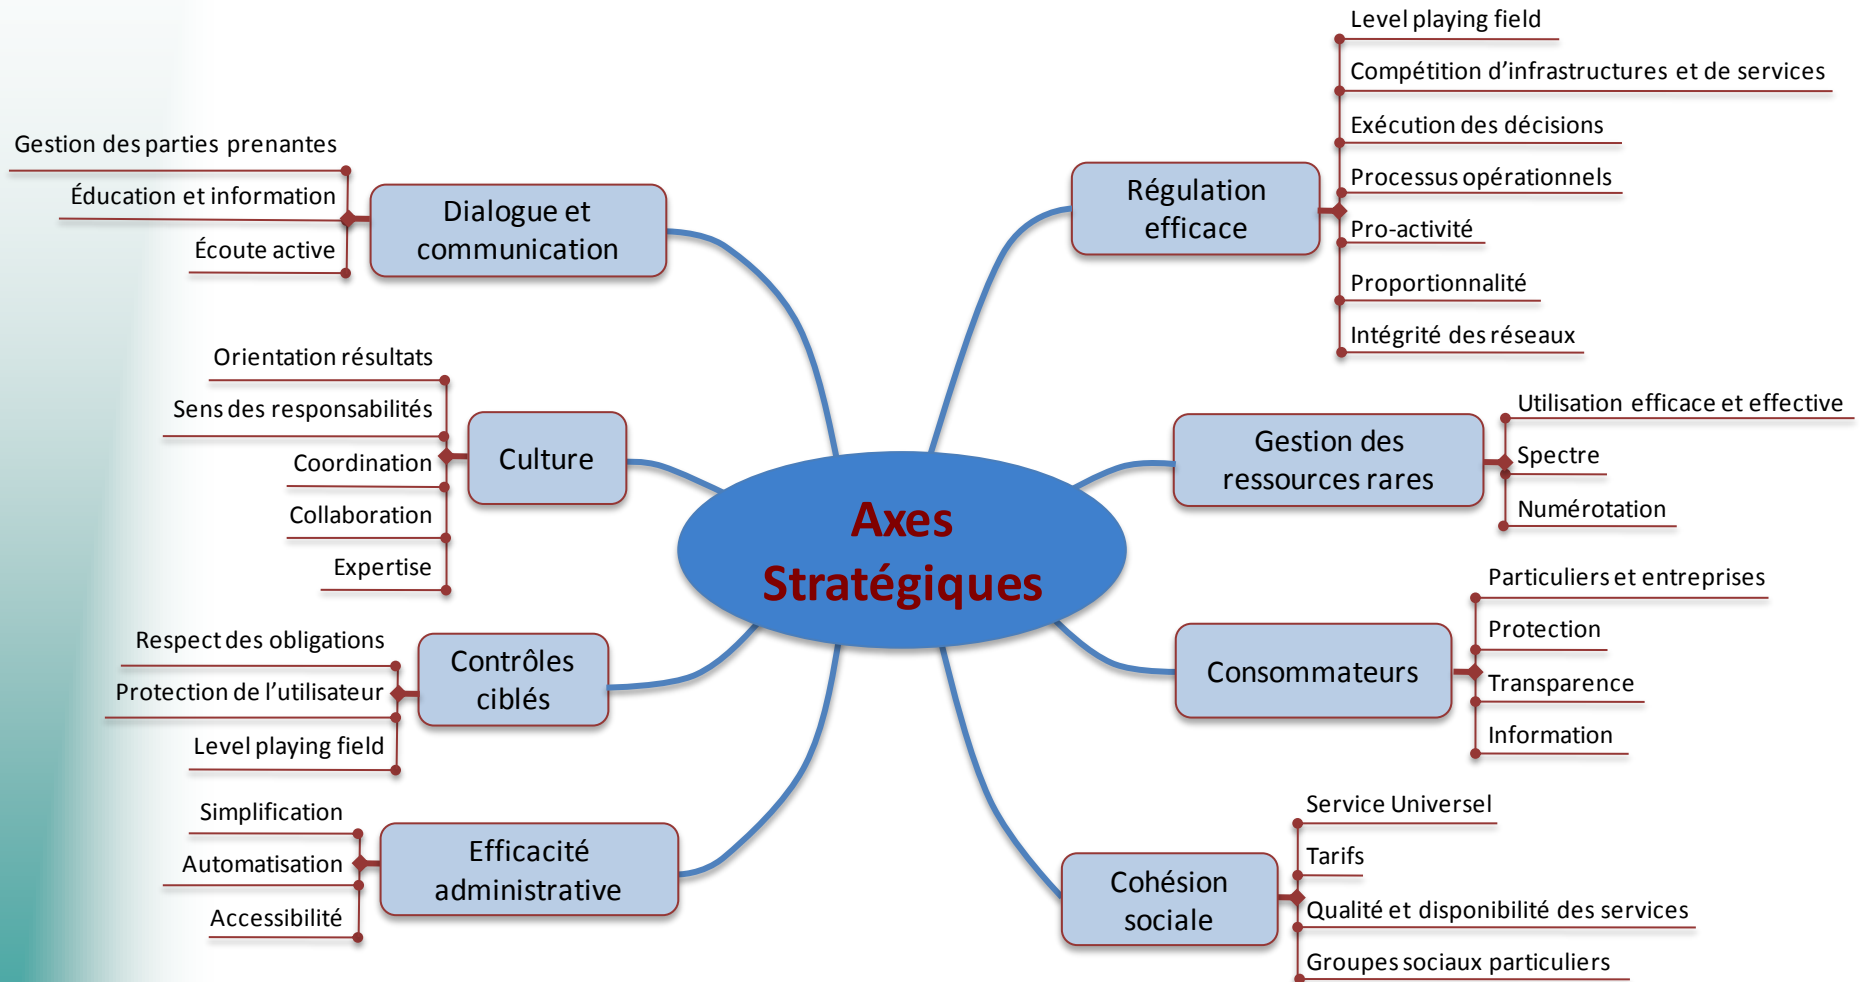 Axes
Stratégiques
Dialogue et
communication
Gestion des parties prenantes
Éducation et information
Écoute active
Culture
Orientation résultats
Sens des responsabilités
Coordination
Collaboration
Expertise
Contrôles
ciblés
Respect des obligations
Protection de l’utilisateur
Level playing field
Efficacité
administrative
Simplification
Automatisation
Accessibilité
Régulation
efficace
Level playing field
Compétition d’infrastructures et de services
Exécution des décisions
Processus opérationnels
Pro-activité
Proportionnalité
Intégrité des réseaux
Gestion des
ressources rares
Utilisation efficace et effective
Spectre
Numérotation
Consommateurs
Particuliers et entreprises
Protection
Transparence
Information
Cohésion
sociale
Service Universel
Tarifs
Qualité et disponibilité des services
Groupes sociaux particuliers